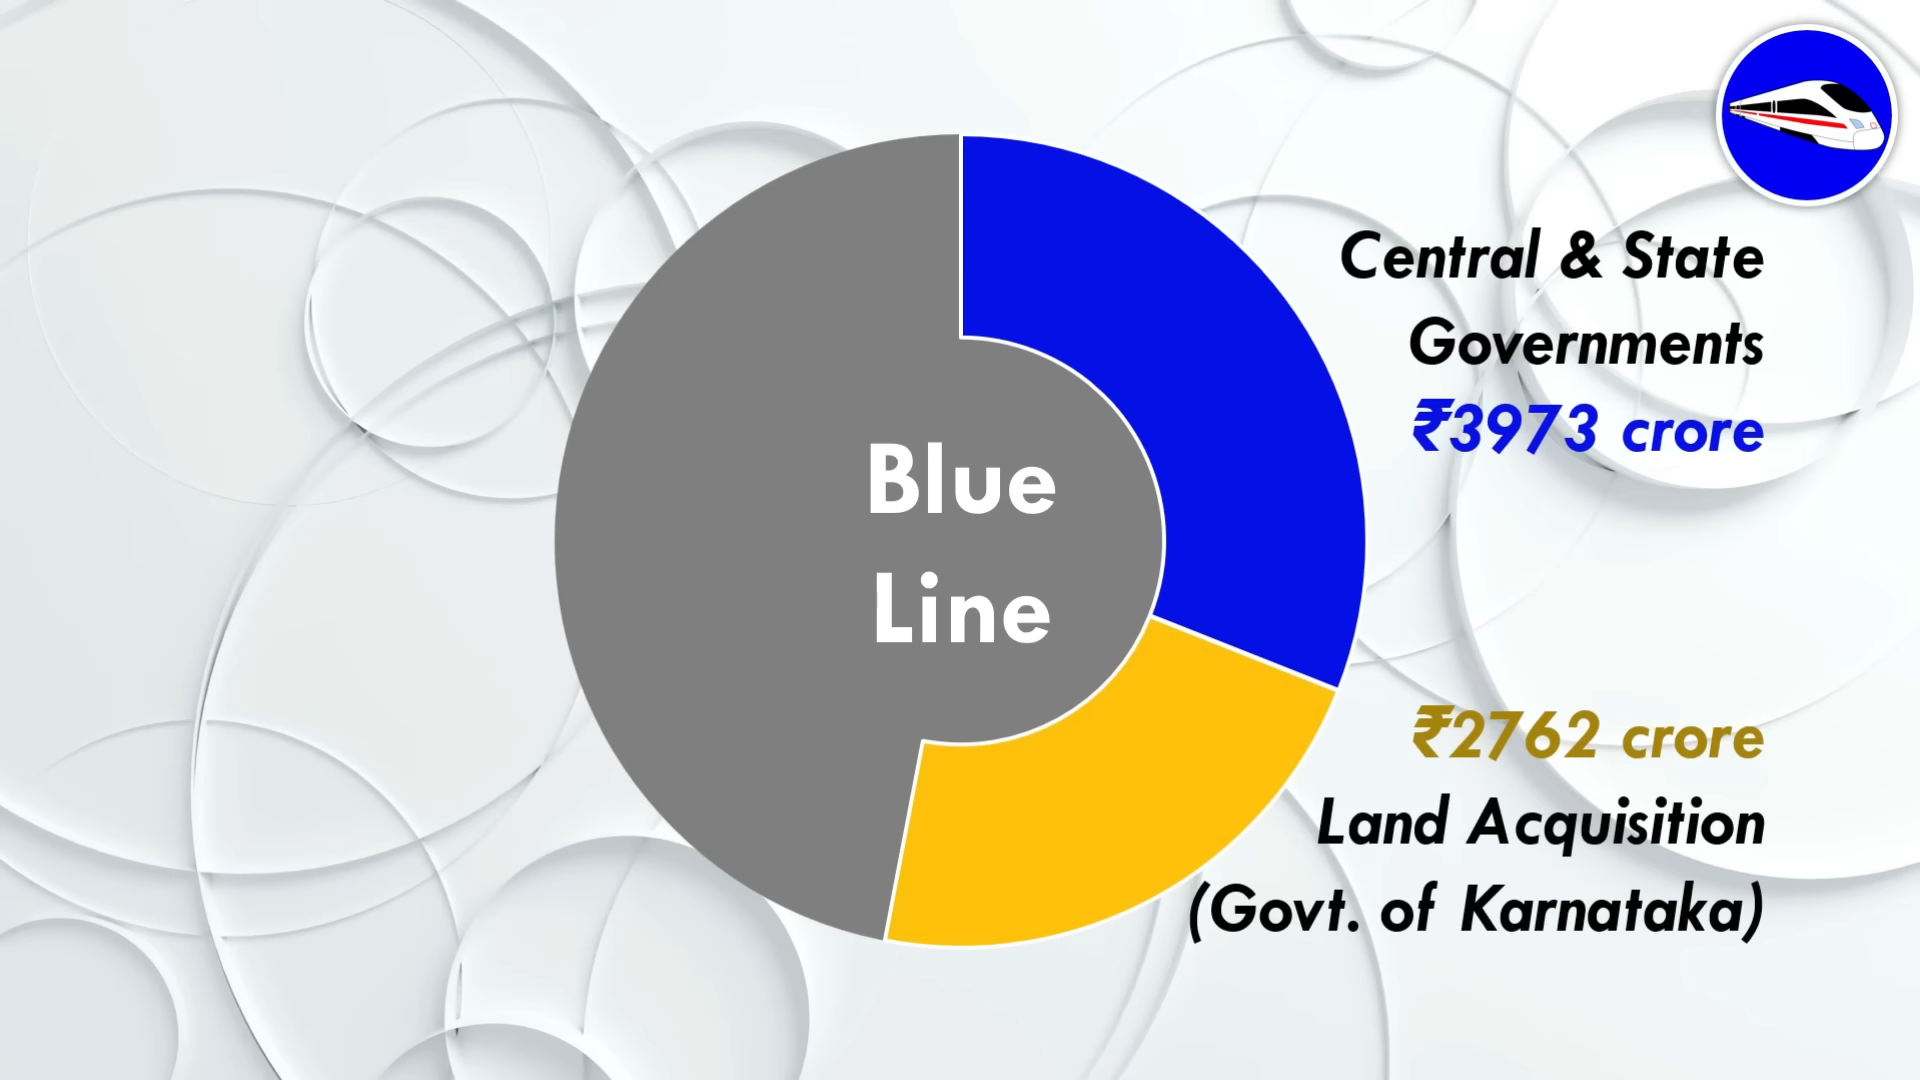 Blue
Line
Central & State
Governments
₹3973 crore
₹2762 crore
Land Acquisition
(Govt. of Karnataka)